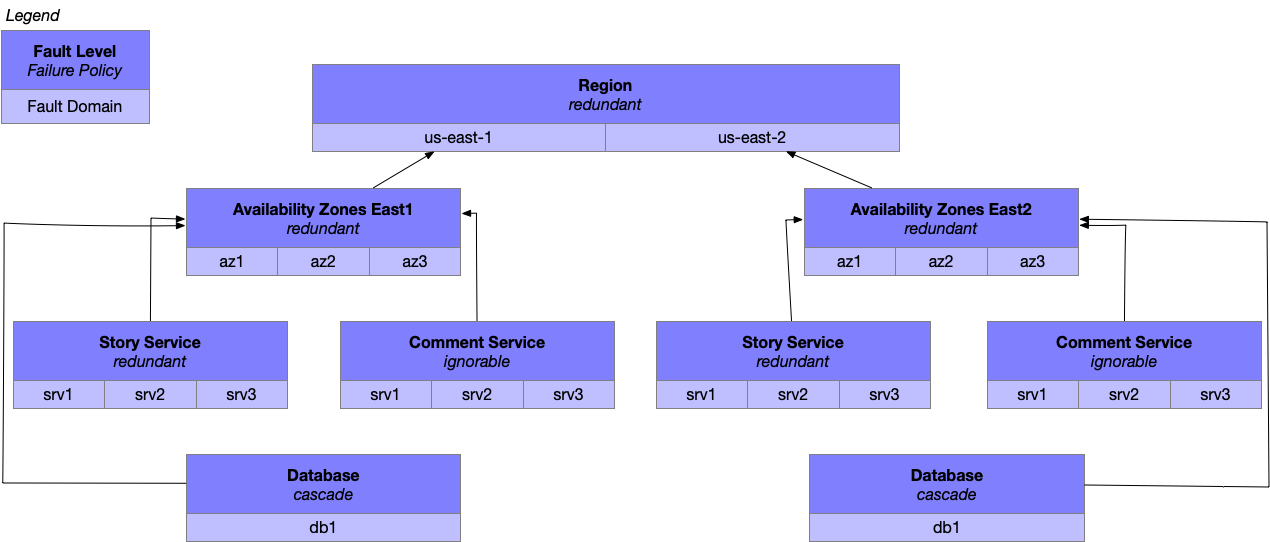 Legend
Fault Level
Failure Policy
Fault Domain
Region
redundant
us-east-1 us-east-2
Availability Zones East1
redundant
az1 az2 az3
Availability Zones East2
redundant
az1 az2 az3
Story Service
redundant
srv1 srv2 srv3
Comment Service
ignorable
srv1 srv2 srv3
Story Service
redundant
srv1 srv2 srv3
Comment Service
ignorable
srv1 srv2 srv3
Database
cascade
db1
Database
cascade
db1